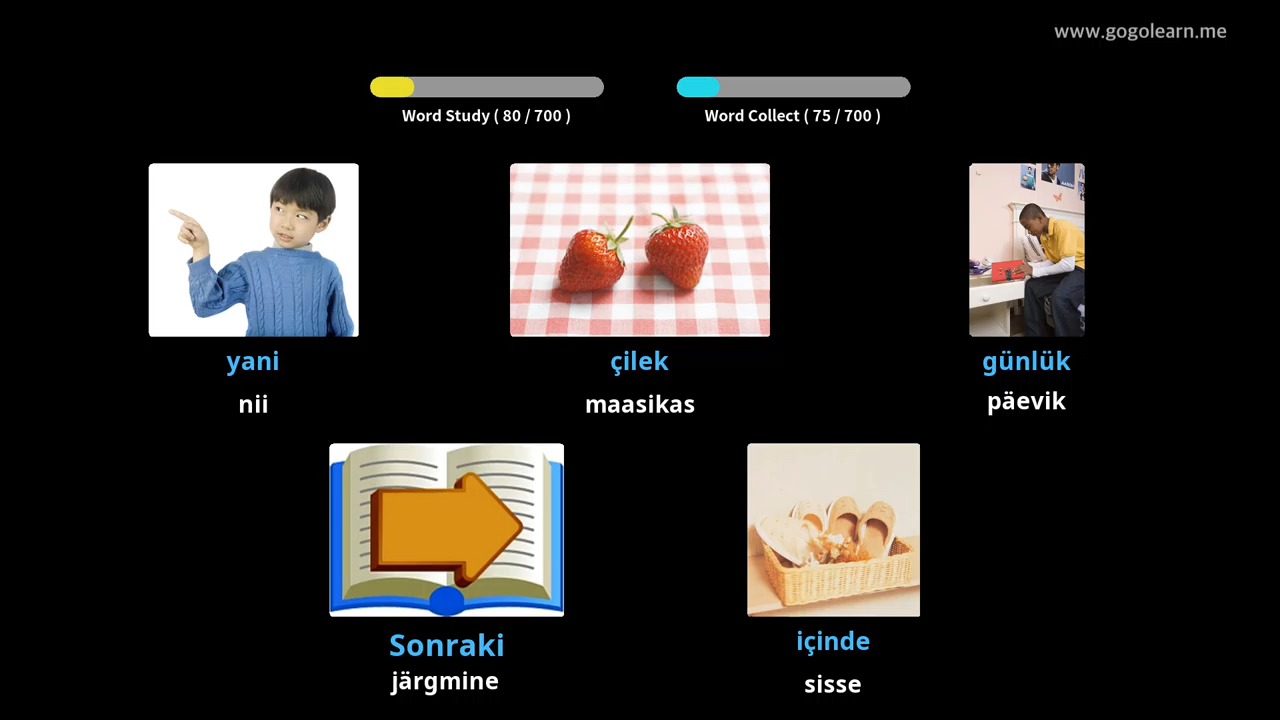 www.gogolearn.me
Word Study ( 80 / 700 )
Word Collect ( 75 / 700 )
yani
nii
çilek
maasikas
günlük
päevik
Sonraki
järgmine
içinde
sisse